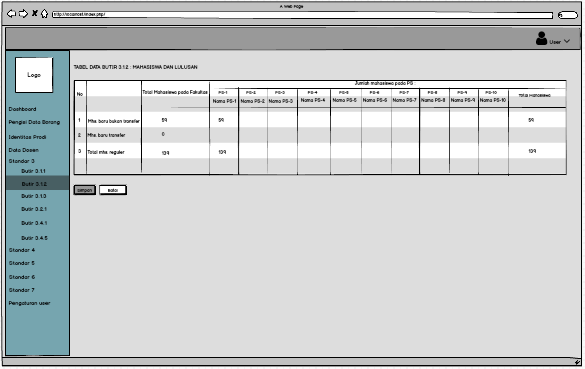 A Web Page
http://localhost/index.php/
User
Logo
Dashboard
Pengisi Data Borang
Identitas Prodi
Data Dosen
Standar 3
Butir 3.1.1
Butir 3.1.2
Butir 3.1.3
Butir 3.2.1
Butir 3.4.1
Butir 3.4.5
Standar 4
Standar 5
Standar 6
Standar 7
Pengaturan user
TABEL DATA BUTIR 3.1.2 : MAHASISWA DAN LULUSAN
Jumlah mahasiswa pada PS :
No Total Mahasiswa pada Fakultas PS-1 PS-2 PS-3 PS-4 PS-5 PS-6 PS-7 PS-8 PS-9 PS-10 Total Mahasiswa
Nama PS-1 Nama PS-2 Nama PS-3 Nama PS-4 Nama PS-5 Nama PS-6 Nama PS-7 Nama PS-8 Nama PS-9 Nama PS-10
1 Mhs. baru bukan transfer 59 59 59
2 Mhs. baru transfer 0
3 Total mhs. reguler 139 139 139
Simpan Batal